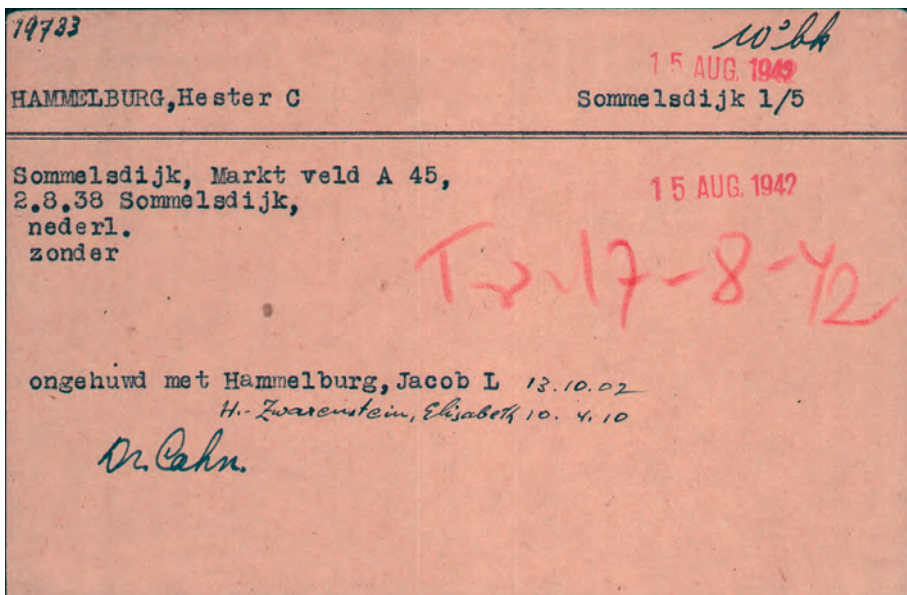 19733
10³ bk
15 AUG. 1942
HAMMELBURG,Hester C Sommelsdijk 1/5
Sommelsdijk, Markt veld A 45,
15 AUG. 1942
2.8.38 Sommelsdijk,
nederl.
zonder
Tr. 17-8-42
ongehuwd met Hammelburg, Jacob L 13.10.02
H.-Zwarenstein, Elisabeth 10.4.10
Dr. Cahn.